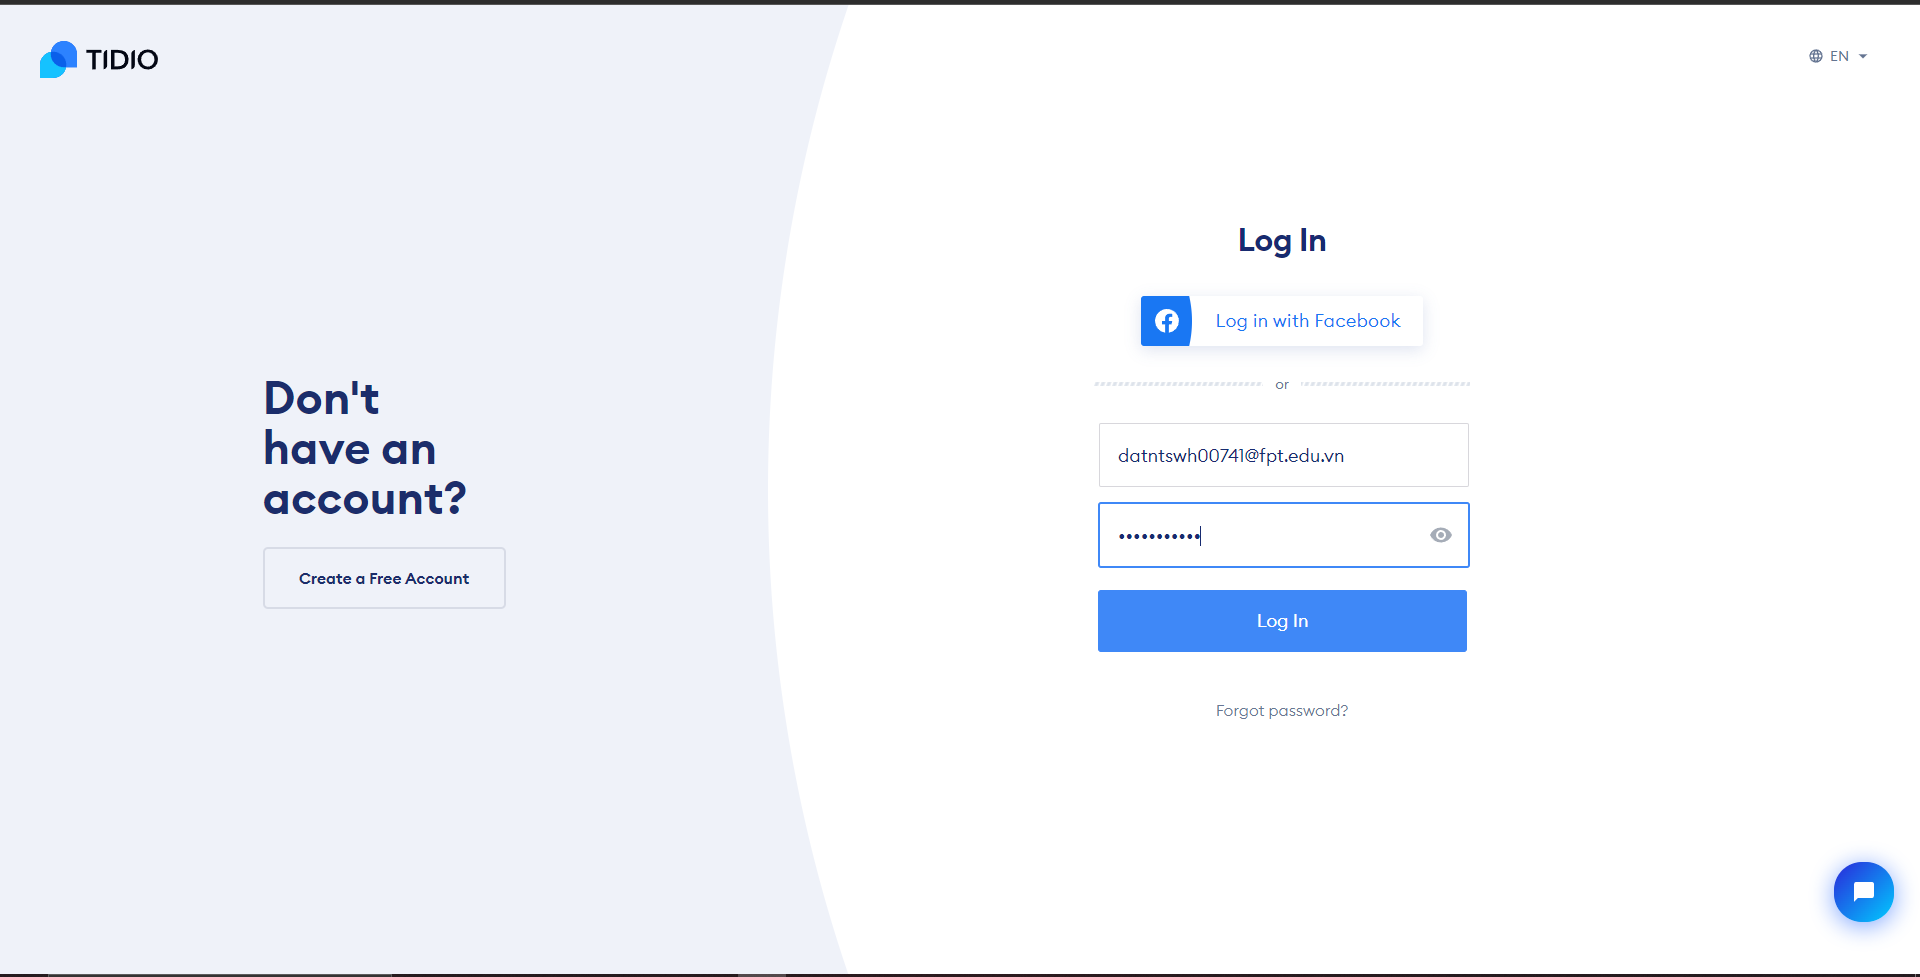 TIDIO
EN
Don't
have an
account?
Create a Free Account
Log In
Log in with Facebook
or
datntswh00741@fpt.edu.vn
•••••••••••
Log In
Forgot password?